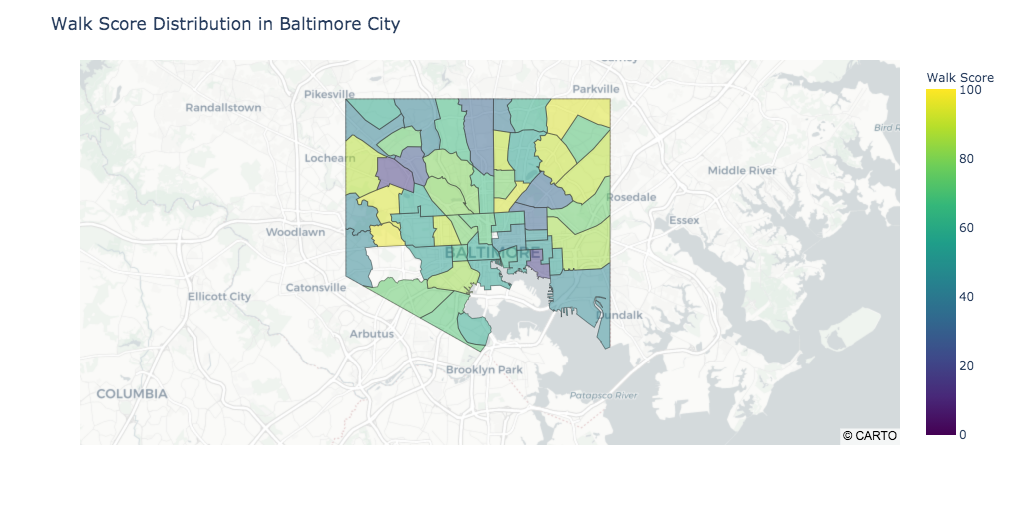 Walk Score Distribution in Baltimore City
Walk Score
100
80
60
40
20
0
Parkville
Pikesville
Randallstown
Bird R
Lochearn
Middle River
Rosedale
Essex
Woodlawn
BALTIMORE
Catonsville
Ellicott City
Dundalk
Arbutus
Brooklyn Park
COLUMBIA
Patapsco River
© CARTO